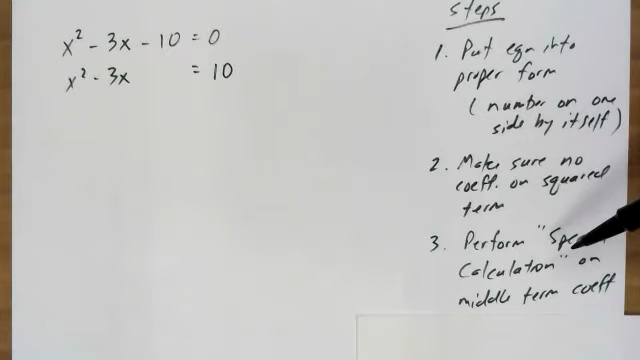 x² - 3x - 10 = 0
x² - 3x = 10
steps
1. Put eqn into
proper form
(number on one
side by itself)
2. Make sure no
coeff. on squared
term
3. Perform "
Calculation" on
middle term coeff